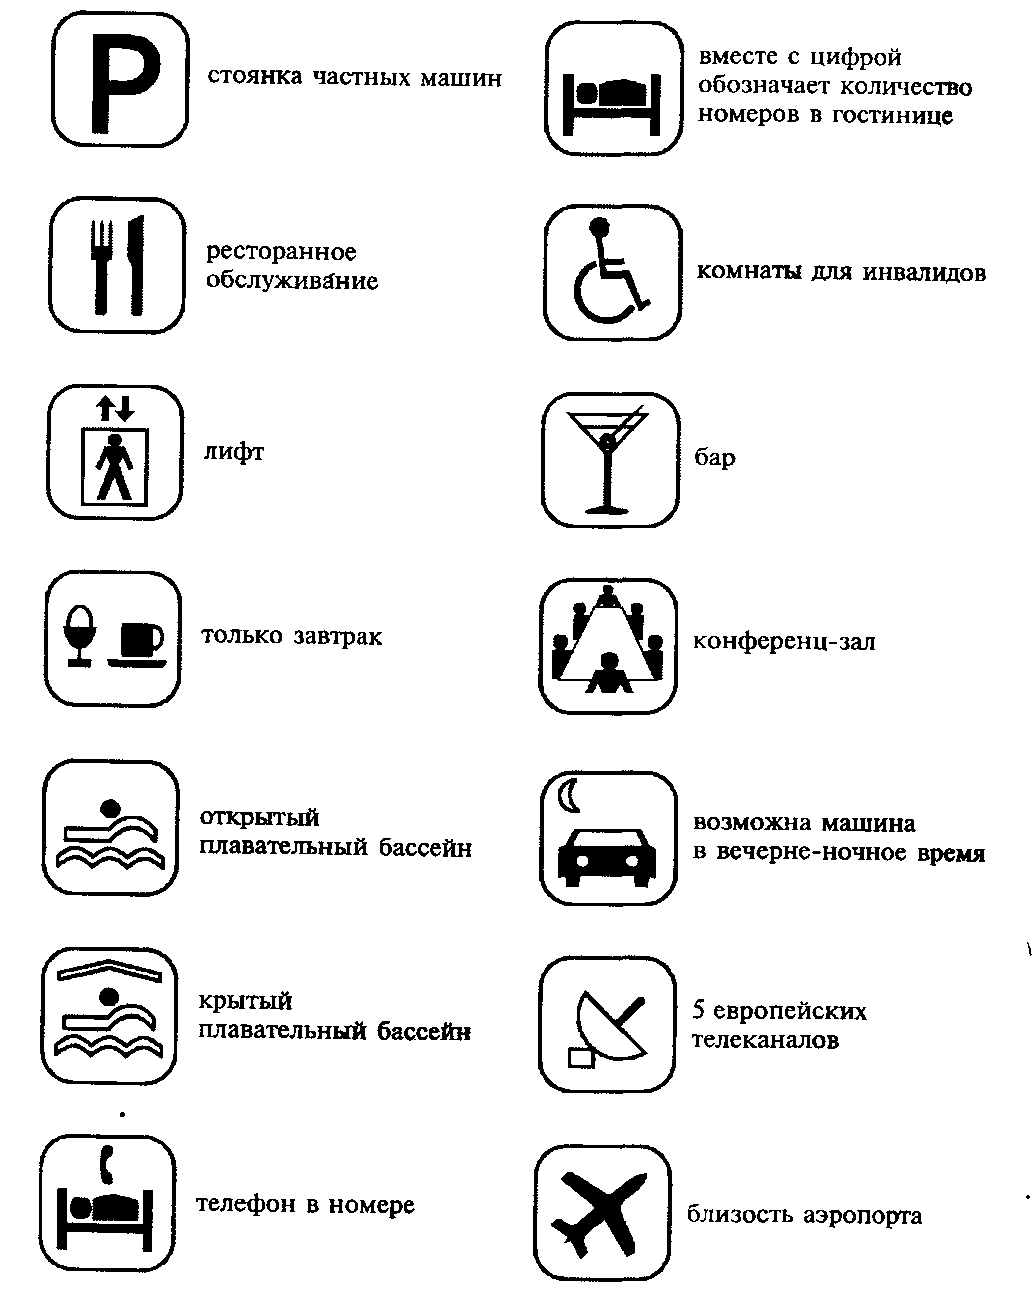 P
стоянка частных машин
ресторанное
обслуживание
лифт
только завтрак
открытый
плавательный бассейн
крытый
плавательный бассейн
телефон в номере
вместе с цифрой
обозначает количество
номеров в гостинице
комнаты для инвалидов
бар
конференц-зал
возможна машина
в вечерне-ночное время
5 европейских
телеканалов
близость аэропорта